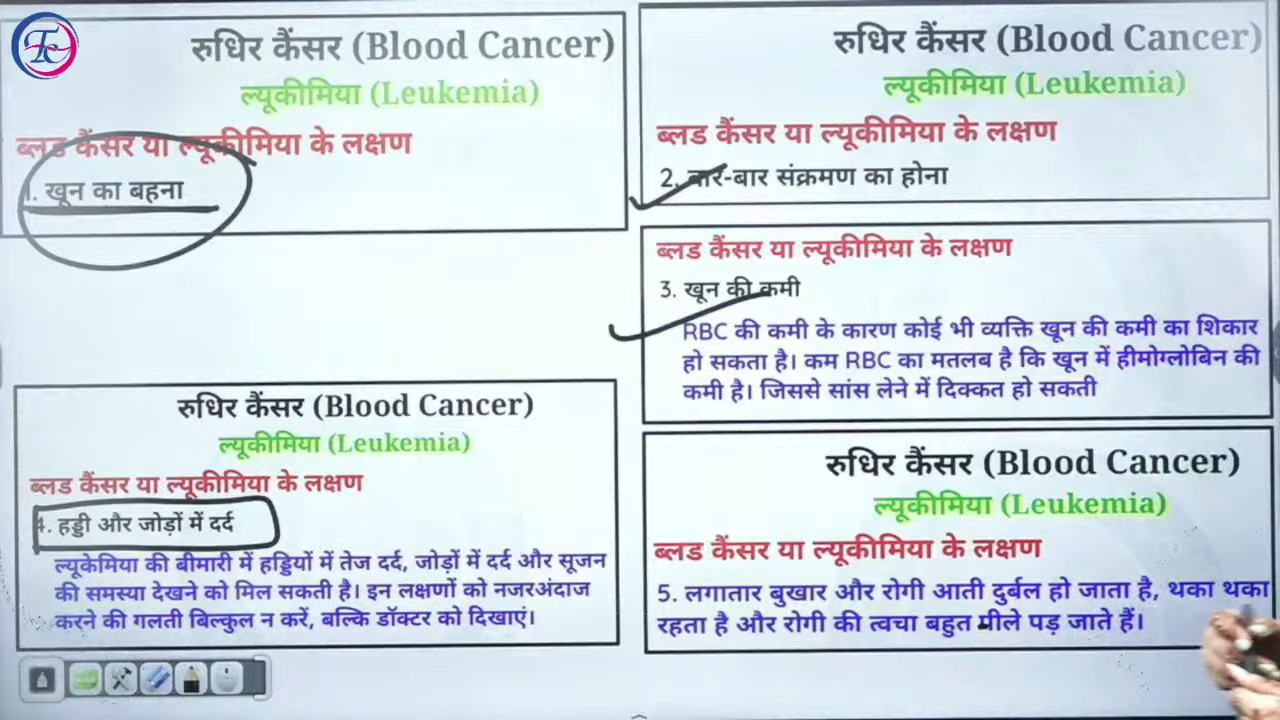 Tc
रुधिर कैंसर (Blood Cancer)
ल्यूकीमिया (Leukemia)
ब्लड कैंसर या ल्यूकीमिया के लक्षण
1. खून का बहना
रुधिर कैंसर (Blood Cancer)
ल्यूकीमिया (Leukemia)
ब्लड कैंसर या ल्यूकीमिया के लक्षण
2. बार-बार संक्रमण का होना
ब्लड कैंसर या ल्यूकीमिया के लक्षण
3. खून की कमी
RBC की कमी के कारण कोई भी व्यक्ति खून की कमी का शिकार
हो सकता है। कम RBC का मतलब है कि खून में हीमोग्लोबिन की
कमी है। जिससे सांस लेने में दिक्कत हो सकती
रुधिर कैंसर (Blood Cancer)
ल्यूकीमिया (Leukemia)
ब्लड कैंसर या ल्यूकीमिया के लक्षण
4. हड्डी और जोड़ों में दर्द
ल्यूकेमिया की बीमारी में हड्डियों में तेज दर्द, जोड़ों में दर्द और सूजन
की समस्या देखने को मिल सकती है। इन लक्षणों को नजरअंदाज
करने की गलती बिल्कुल न करें, बल्कि डॉक्टर को दिखाएं।
रुधिर कैंसर (Blood Cancer)
ल्यूकीमिया (Leukemia)
ब्लड कैंसर या ल्यूकीमिया के लक्षण
5. लगातार बुखार और रोगी आती दुर्बल हो जाता है, थका थका
रहता है और रोगी की त्वचा बहुत पीले पड़ जाते हैं।